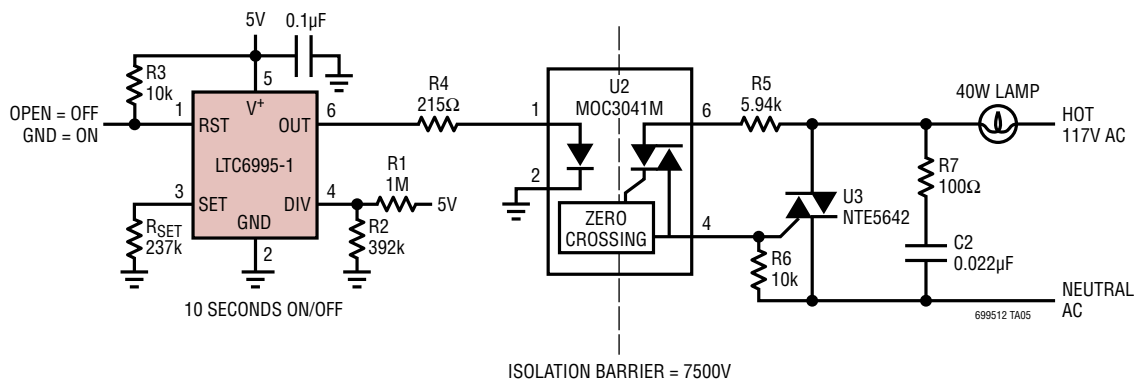 5V
0.1µF
R3
10k
OPEN = OFF
GND = ON
1
5
V+
RST
OUT
6
LTC6995-1
3
SET
DIV
4
GND
2
RSET
237k
R1
1M
5V
R2
392k
10 SECONDS ON/OFF
R4
215Ω
U2
MOC3041M
1
2
6
4
ZERO
CROSSING
R5
5.94k
R6
10k
U3
NTE5642
40W LAMP
HOT
117V AC
R7
100Ω
C2
0.022µF
NEUTRAL
AC
699512 TA05
ISOLATION BARRIER = 7500V